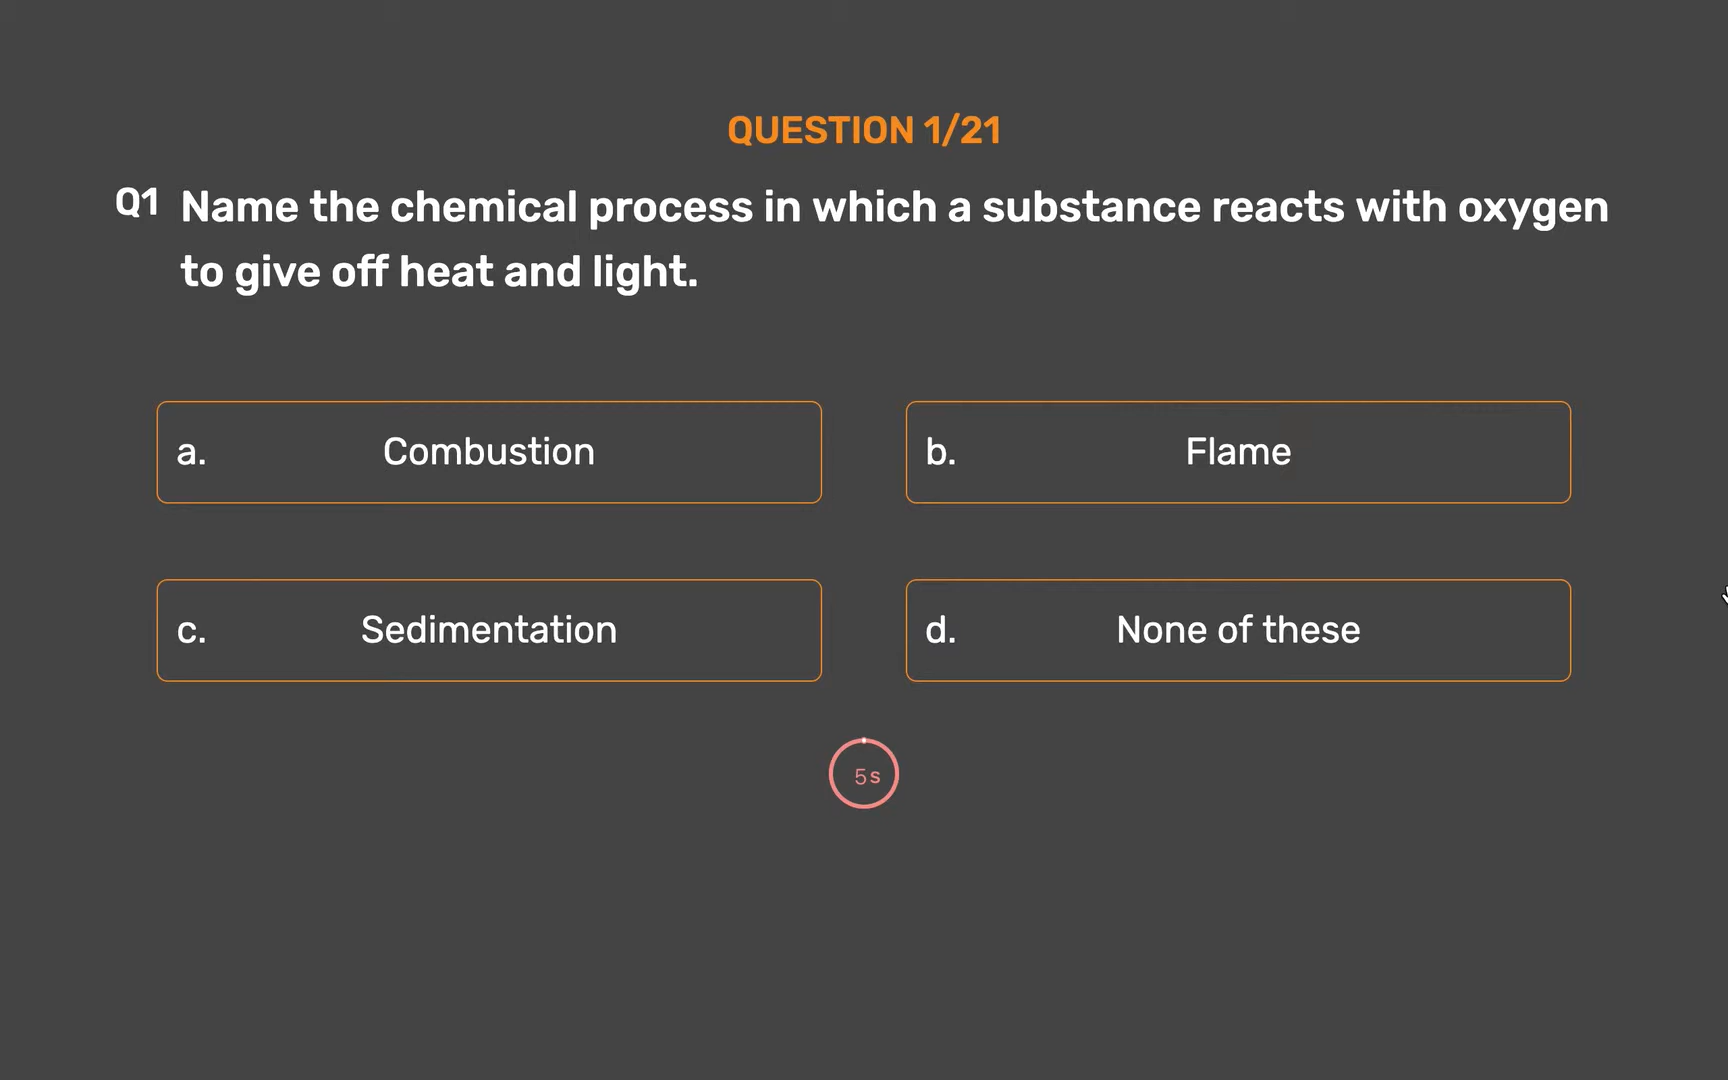 QUESTION 1/21
Q1 Name the chemical process in which a substance reacts with oxygen
to give off heat and light.
a. Combustion
b. Flame
c. Sedimentation
d. None of these
5s